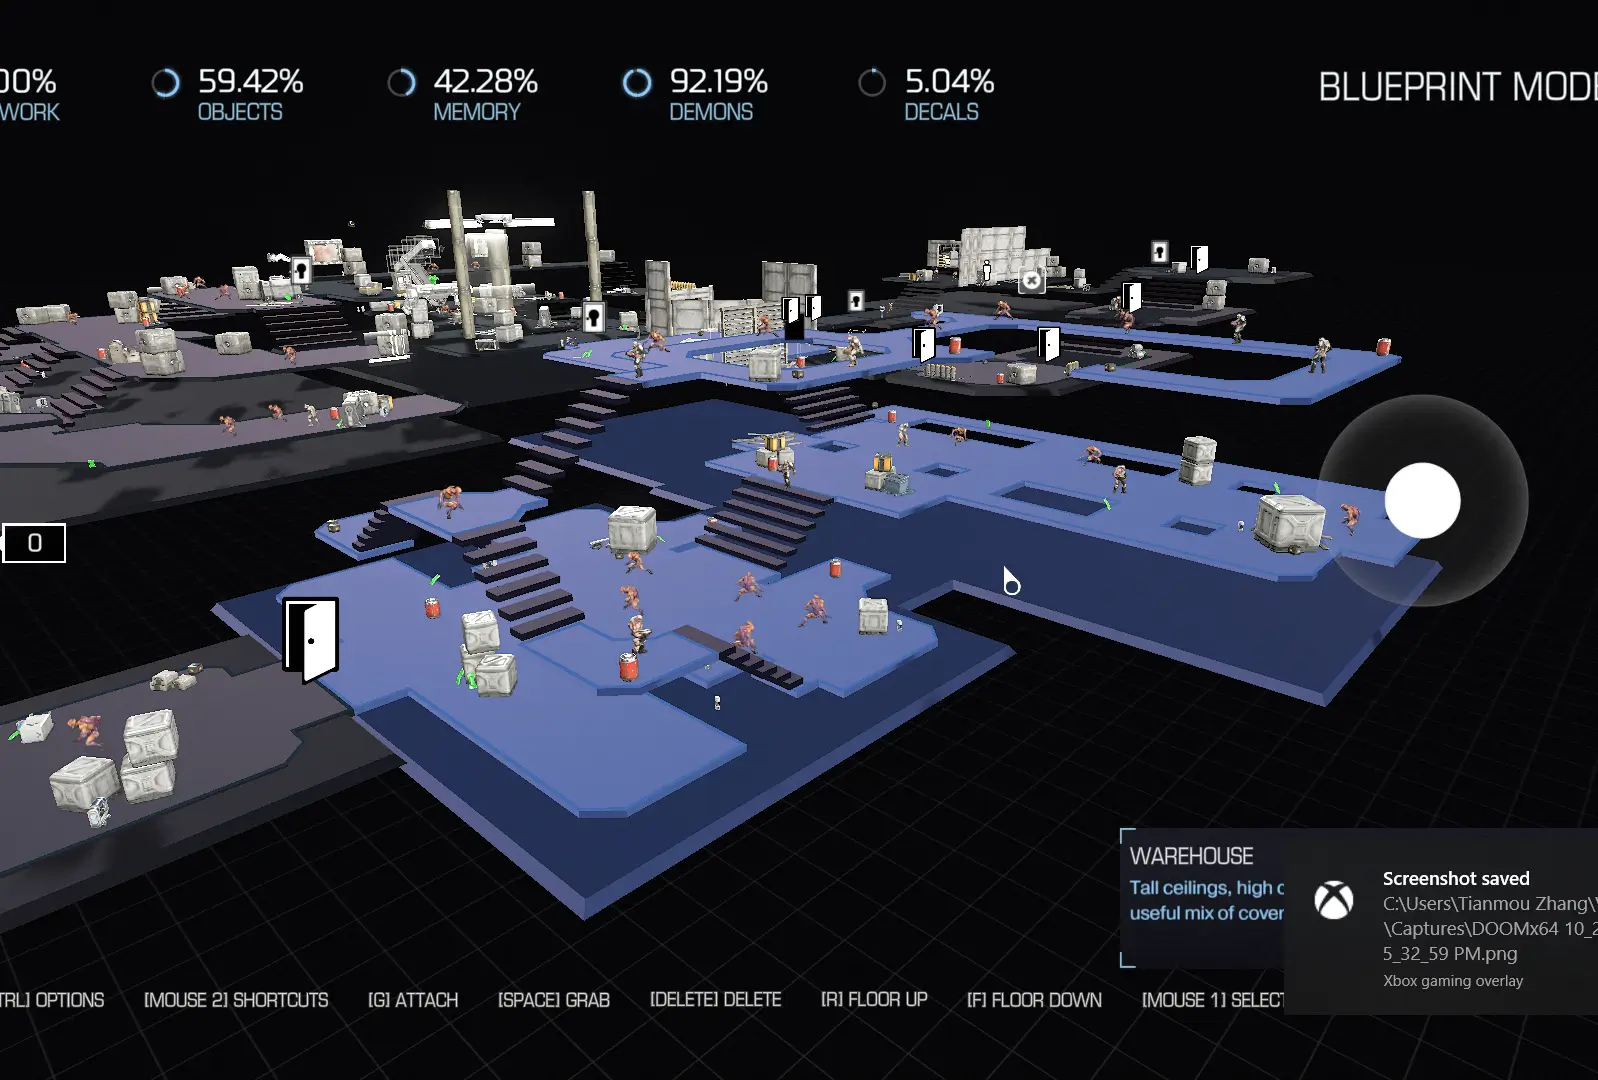 00%
WORK
59.42%
OBJECTS
42.28%
MEMORY
92.19%
DEMONS
5.04%
DECALS
BLUEPRINT MODE
0
WAREHOUSE
Tall ceilings, high c
useful mix of cover
Screenshot saved
C:\Users\Tianmou Zhang\
\Captures\DOOMx64 10_2
5_32_59 PM.png
Xbox gaming overlay
TRL] OPTIONS
[MOUSE 2] SHORTCUTS
[G] ATTACH
[SPACE] GRAB
[DELETE] DELETE
[R] FLOOR UP
[F] FLOOR DOWN
[MOUSE 1] SELECT